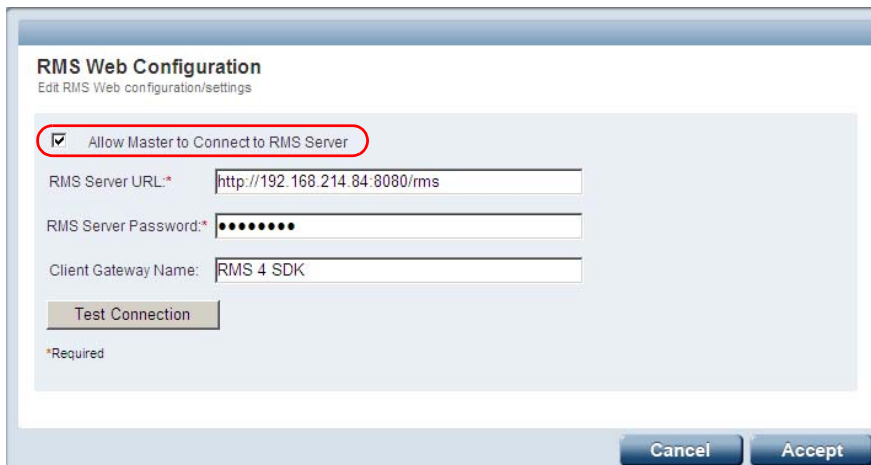 RMS Web Configuration
Edit RMS Web configuration/settings
Allow Master to Connect to RMS Server
RMS Server URL:* http://192.168.214.84:8080/rms
RMS Server Password:* ●●●●●●●●
Client Gateway Name: RMS 4 SDK
Test Connection
*Required
Cancel Accept